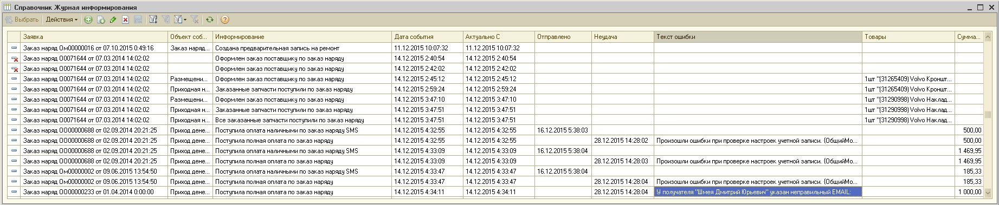 Справочник Журнал информирования
Выбрать Действия
Заявка Объект соб... Информирование Дата события Актуально С Отправлено Неудача Текст ошибки Товары Сумма...
Заказ наряд Ом00000016 от 07.10.2015 0:49:16 Заказ наряд... Создана предварительная запись на ремонт 11.12.2015 10:07:32 11.12.2015 10:07:32
Заказ наряд О0071644 от 07.03.2014 14:02:02 Оформлен заказ поставщику по заказ наряду 14.12.2015 2:40:54 14.12.2015 2:40:54
Заказ наряд О0071644 от 07.03.2014 14:02:02 Оформлен заказ поставщику по заказ наряду 14.12.2015 2:42:02 14.12.2015 2:42:02
Заказ наряд О0071644 от 07.03.2014 14:02:02 Размещени... Оформлен заказ поставщику по заказ наряду 14.12.2015 2:45:12 14.12.2015 2:45:12 1шт "(31265409) Volvo Кроншт...
Заказ наряд О0071644 от 07.03.2014 14:02:02 Приходная н... Заказанные запчасти поступили по заказ наряду 14.12.2015 2:59:24 14.12.2015 2:59:24 1шт "(31265409) Volvo Кроншт...
Заказ наряд О0071644 от 07.03.2014 14:02:02 Размещени... Оформлен заказ поставщику по заказ наряду 14.12.2015 3:47:10 14.12.2015 3:47:10 1шт "(31290998) Volvo Наклад...
Заказ наряд О0071644 от 07.03.2014 14:02:02 Приходная н... Заказанные запчасти поступили по заказ наряду 14.12.2015 3:47:51 14.12.2015 3:47:51 1шт "(31290998) Volvo Наклад...
Заказ наряд О0071644 от 07.03.2014 14:02:02 Приходная н... Все заказанные запчасти поступили по заказ наряду 14.12.2015 3:47:51 14.12.2015 3:47:51 1шт "(31290998) Volvo Наклад...
Заказ наряд ОО00000688 от 02.09.2014 20:21:25 Приход дене... Поступила оплата наличными по заказ наряду SMS 14.12.2015 4:32:55 14.12.2015 4:32:55 16.12.2015 5:38:03 500,00
Заказ наряд ОО00000688 от 02.09.2014 20:21:25 Приход дене... Поступила полная оплата по заказ наряду 14.12.2015 4:32:55 14.12.2015 4:32:55 28.12.2015 14:28:02 Произошли ошибки при проверке настроек учетной записи. {ОбщийМо... 500,00
Заказ наряд ОО00000688 от 02.09.2014 20:21:25 Приход дене... Поступила оплата наличными по заказ наряду SMS 14.12.2015 4:33:09 14.12.2015 4:33:09 16.12.2015 5:38:04 1 469,95
Заказ наряд ОО00000688 от 02.09.2014 20:21:25 Приход дене... Поступила полная оплата по заказ наряду 14.12.2015 4:33:09 14.12.2015 4:33:09 28.12.2015 14:28:03 Произошли ошибки при проверке настроек учетной записи. {ОбщийМо... 1 469,95
Заказ наряд Ом00000002 от 09.06.2015 13:54:50 Приход дене... Поступила оплата наличными по заказ наряду SMS 14.12.2015 4:33:47 14.12.2015 4:33:47 16.12.2015 5:38:04 185,33
Заказ наряд Ом00000002 от 09.06.2015 13:54:50 Приход дене... Поступила полная оплата по заказ наряду 14.12.2015 4:33:47 14.12.2015 4:33:47 28.12.2015 14:28:04 Произошли ошибки при проверке настроек учетной записи. {ОбщийМо... 185,33
Заказ наряд ОО00000233 от 01.04.2014 0:00:00 Приход дене... Поступила полная оплата по заказ наряду 14.12.2015 4:34:11 14.12.2015 4:34:11 28.12.2015 14:28:04 У получателя "Шмея Дмитрий Юрьевич" указан неправильный EMAIL: 1 000,00